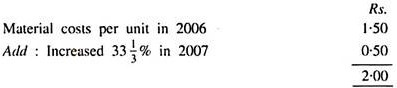 Rs.
Material costs per unit in 2006 1·50
Add : Increased 33 1/3 % in 2007 0·50
2·00